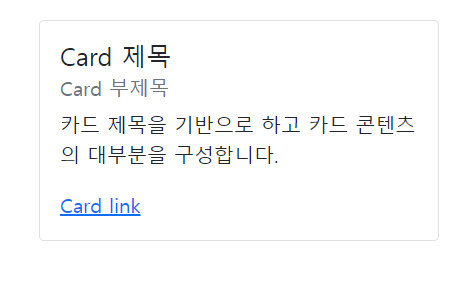 Card 제목
Card 부제목
카드 제목을 기반으로 하고 카드 콘텐츠
의 대부분을 구성합니다.
Card link